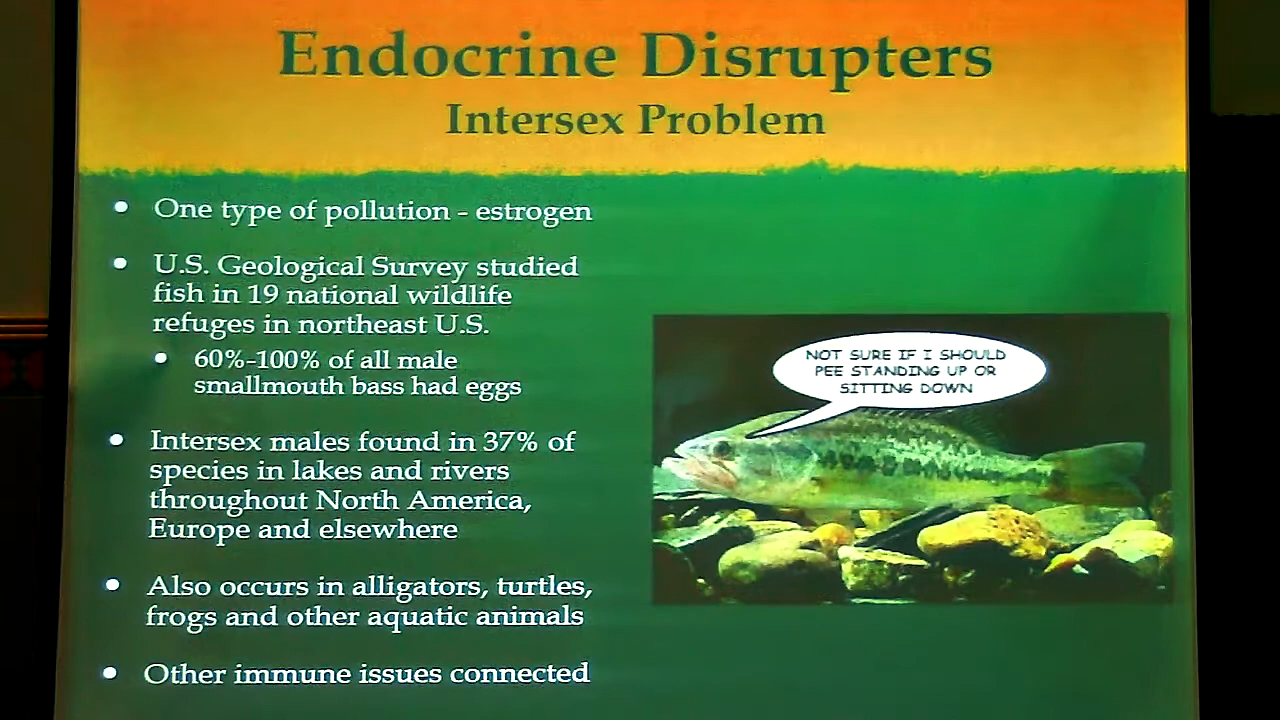 Endocrine Disrupters
Intersex Problem
• One type of pollution - estrogen
• U.S. Geological Survey studied
fish in 19 national wildlife
refuges in northeast U.S.
• 60%-100% of all male
smallmouth bass had eggs
• Intersex males found in 37% of
species in lakes and rivers
throughout North America,
Europe and elsewhere
• Also occurs in alligators, turtles,
frogs and other aquatic animals
• Other immune issues connected
NOT SURE IF I SHOULD
PEE STANDING UP OR
SITTING DOWN